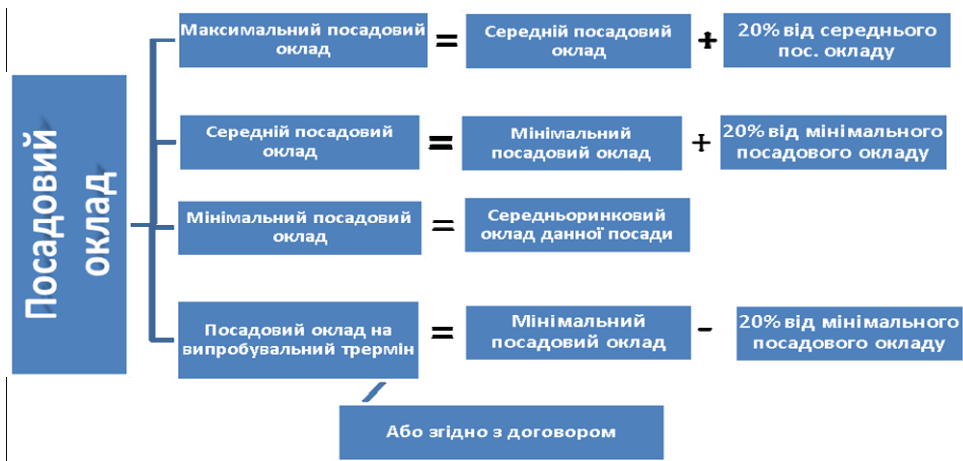 Посадовий
оклад
Максимальний посадовий
оклад
=
Середній посадовий
оклад
+
20% від середнього
пос. окладу
Середній посадовий
оклад
=
Мінімальний
посадовий оклад
+
20% від мінімального
посадового окладу
Мінімальний посадовий
оклад
=
Середньоринковий
оклад данної посади
Посадовий оклад на
випробувальний трермін
=
Мінімальний
посадовий оклад
-
20% від мінімального
посадового окладу
Або згідно з договором